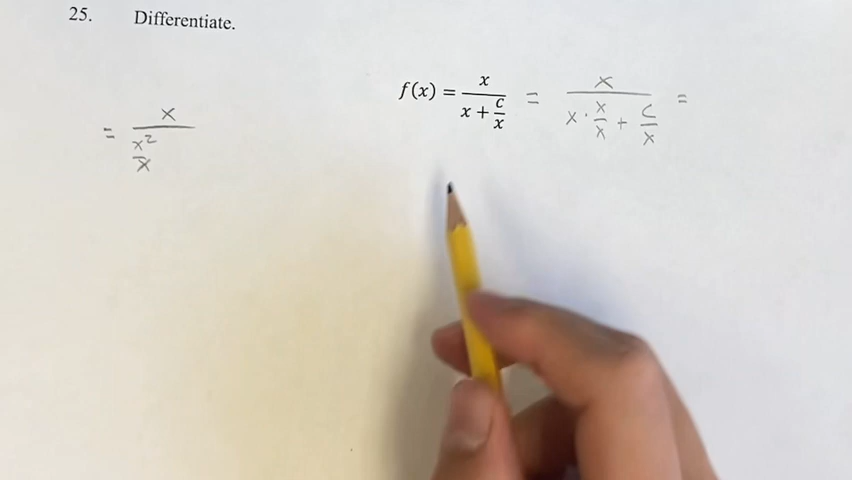 25. Differentiate.
f(x) = x / (x + c/x) = x / (x · x/x + c/x) =
= x / (x²/x)